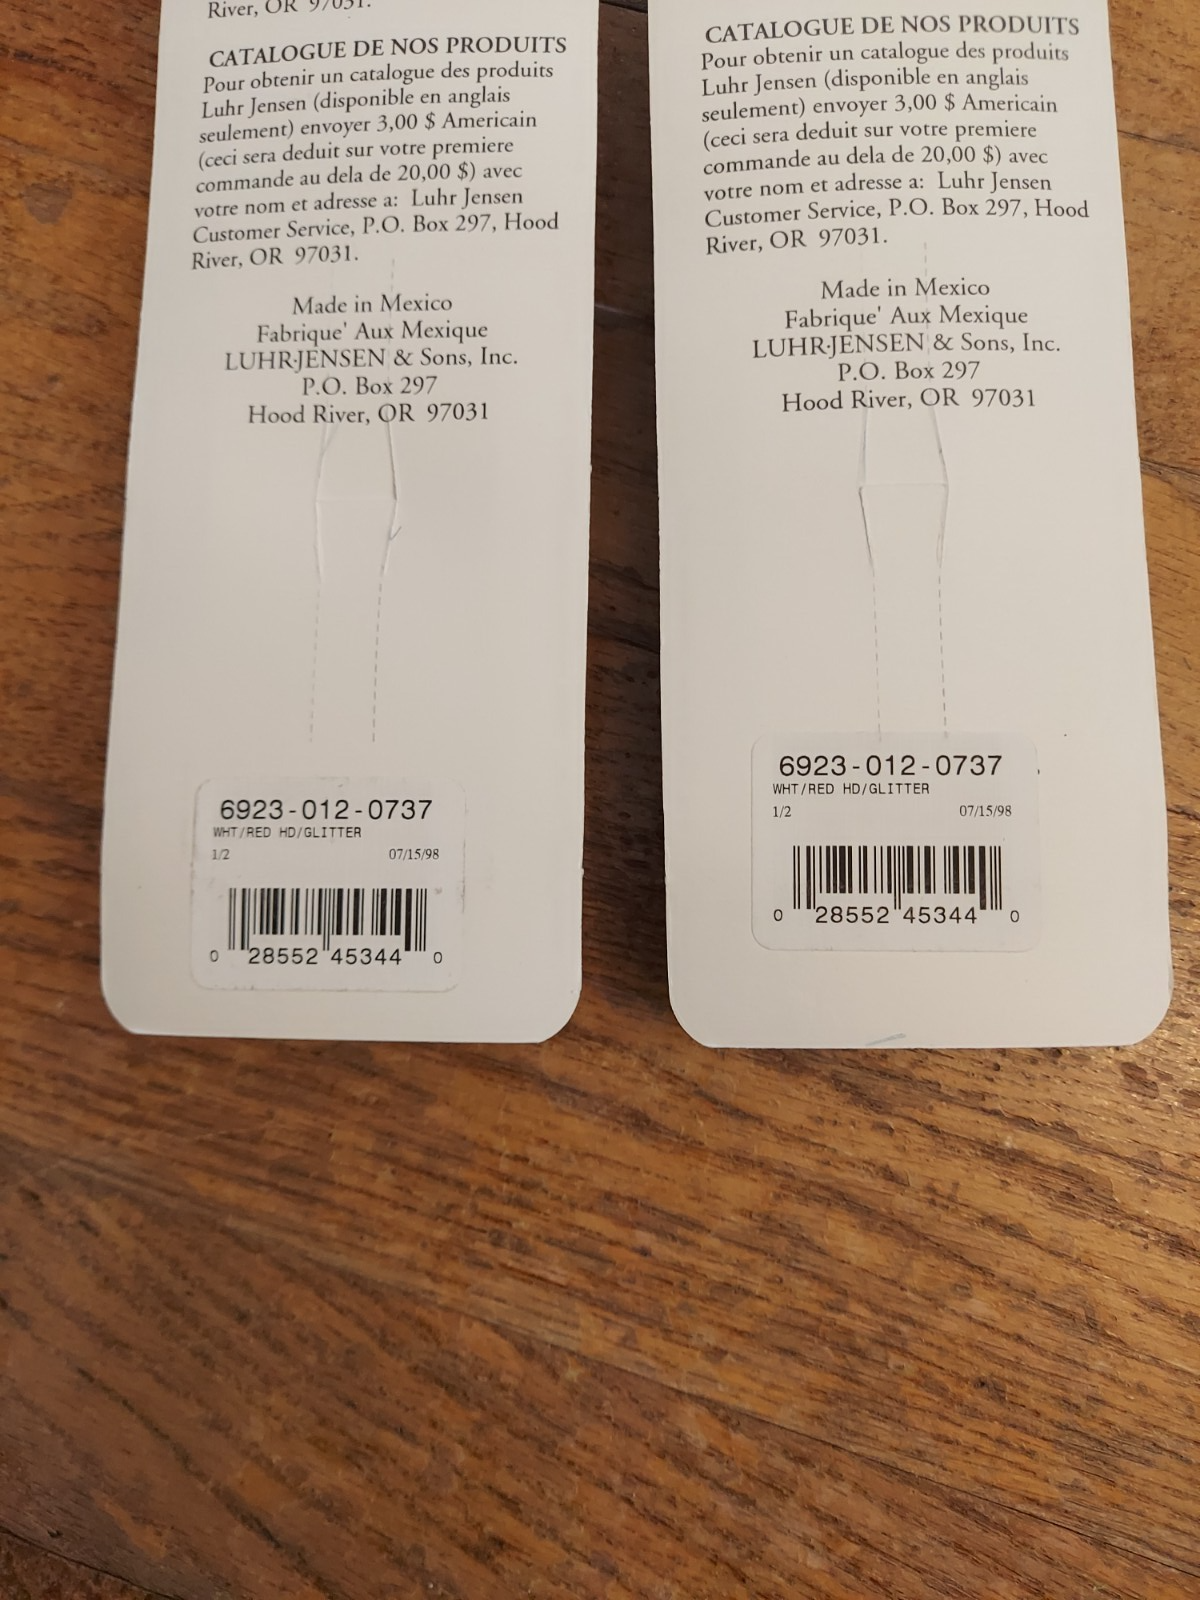 River, OR 97031.
CATALOGUE DE NOS PRODUITS
Pour obtenir un catalogue des produits
Luhr Jensen (disponible en anglais
seulement) envoyer 3,00 $ Americain
(ceci sera deduit sur votre premiere
commande au dela de 20,00 $) avec
votre nom et adresse a: Luhr Jensen
Customer Service, P.O. Box 297, Hood
River, OR 97031.
Made in Mexico
Fabrique' Aux Mexique
LUHR-JENSEN & Sons, Inc.
P.O. Box 297
Hood River, OR 97031
6923-012-0737
WHT/RED HD/GLITTER
1/2 07/15/98
0 28552 45344 0
CATALOGUE DE NOS PRODUITS
Pour obtenir un catalogue des produits
Luhr Jensen (disponible en anglais
seulement) envoyer 3,00 $ Americain
(ceci sera deduit sur votre premiere
commande au dela de 20,00 $) avec
votre nom et adresse a: Luhr Jensen
Customer Service, P.O. Box 297, Hood
River, OR 97031.
Made in Mexico
Fabrique' Aux Mexique
LUHR-JENSEN & Sons, Inc.
P.O. Box 297
Hood River, OR 97031
6923-012-0737
WHT/RED HD/GLITTER
1/2 07/15/98
0 28552 45344 0